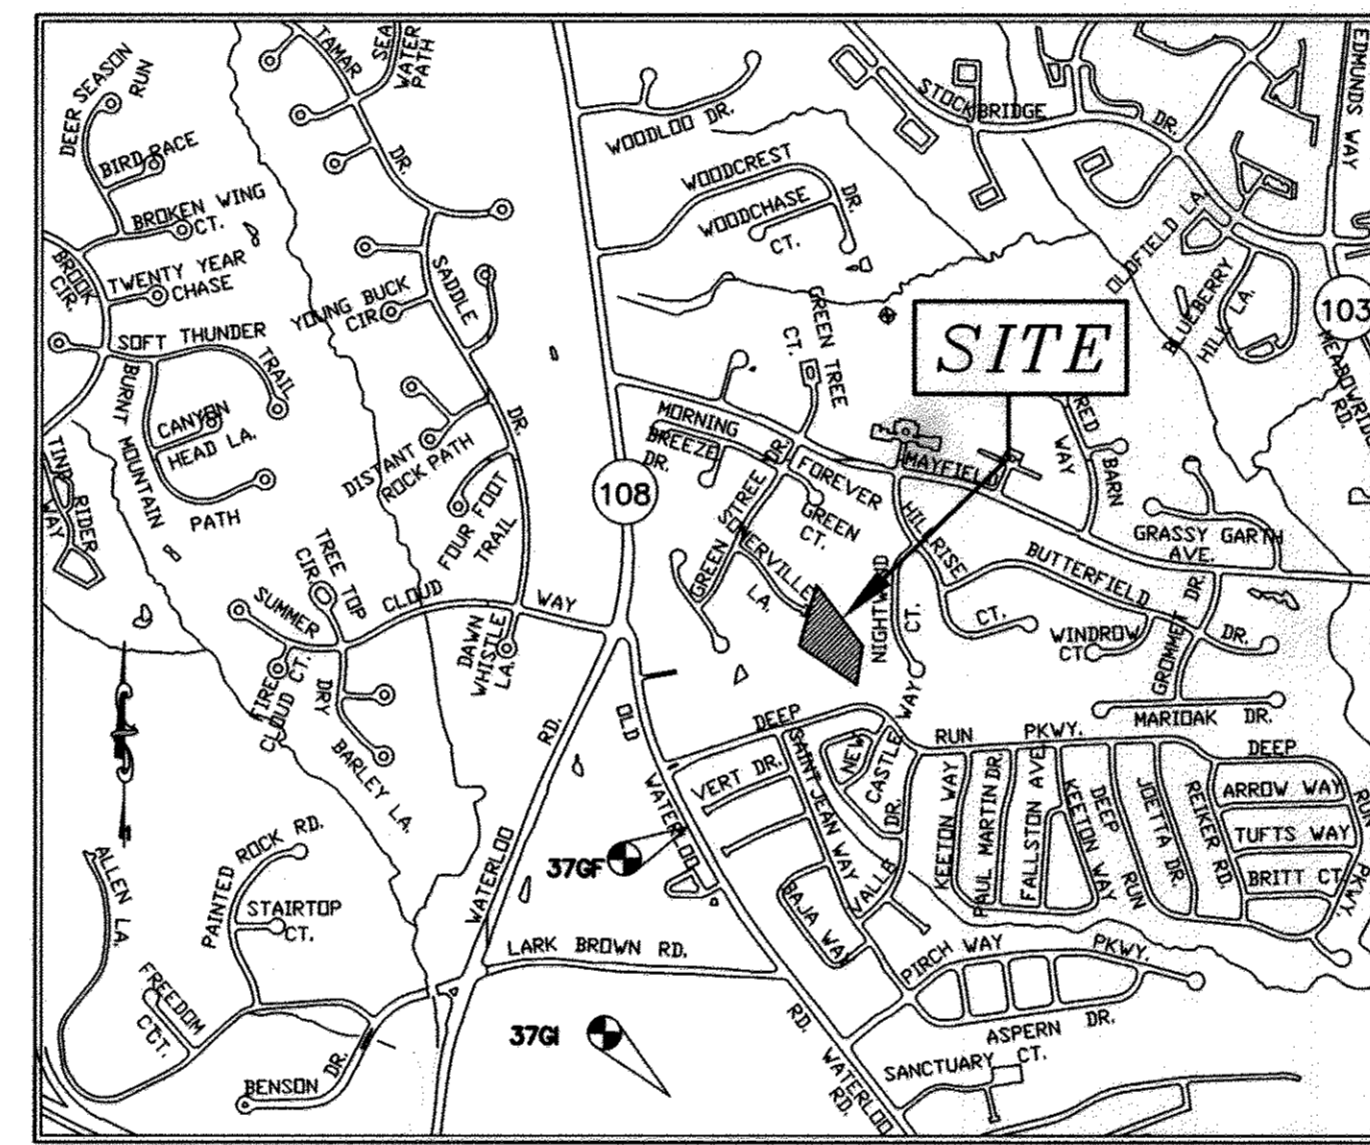 DEER SEASON
RUN
BIRD RACE
BROKEN WING
CT.
BROOK
CIR.
TWENTY YEAR
CHASE
SOFT THUNDER
TRAIL
BURNT MOUNTAIN
PATH
CANYON
HEAD LA.
RIDER
WAY
TAMAR
DR.
SEA
WATER
PATH
YOUNG BUCK
CIR.
SADDLE
DR.
DISTANT
ROCK PATH
FOUR FOOT
TRAIL
TREE TOP
CIR.
SUMMER
CLOUD
WAY
FIRE
CLOUD CT.
DRY
BARLEY LA.
DAWN
WHISTLE
LA.
WOODLOO DR.
WOODCREST
DR.
WOODCHASE
CT.
STOCKBRIDGE
DR.
EDMUNDS WAY
OLDFIELD LA.
BLUEBERRY
HILL LA.
103
MEADOWRIDGE
RD.
SITE
GREEN TREE
CT.
MORNING
BREEZE
DR.
108
FOREVER
GREEN
CT.
MAYFIELD
RED
BARN
WAY
GREEN TREE
DR.
SOMERVILLE
LA.
HILLRISE
CT.
NIGHTWIND
CT.
BUTTERFIELD
DR.
GRASSY GARTH
AVE.
WINDROW
CT.
GROMMET DR.
MARIOAK DR.
WATERLOO
RD.
OLD
WATERLOO
RD.
DEEP
RUN
PKWY.
WAY
VERT DR.
SAINT JEAN WAY
NEW
CASTLE
DR.
VALLA
BAJA WAY
KEETON WAY
PAUL MARTIN DR.
FALLSTON AVE.
KEETON WAY
DEEP
RUN
PKWY.
JOETTA DR.
REIKER RD.
DEEP
RUN
PKWY.
ARROW WAY
TUFTS WAY
BRITT CT.
37GF
LARK BROWN RD.
PIRCH WAY
ASPERN DR.
37GI
SANCTUARY CT.
WATERLOO
RD.
ALLEN LA.
PAINTED ROCK RD.
STAIRTOP
CT.
FREEDOM
CT.
BENSON DR.